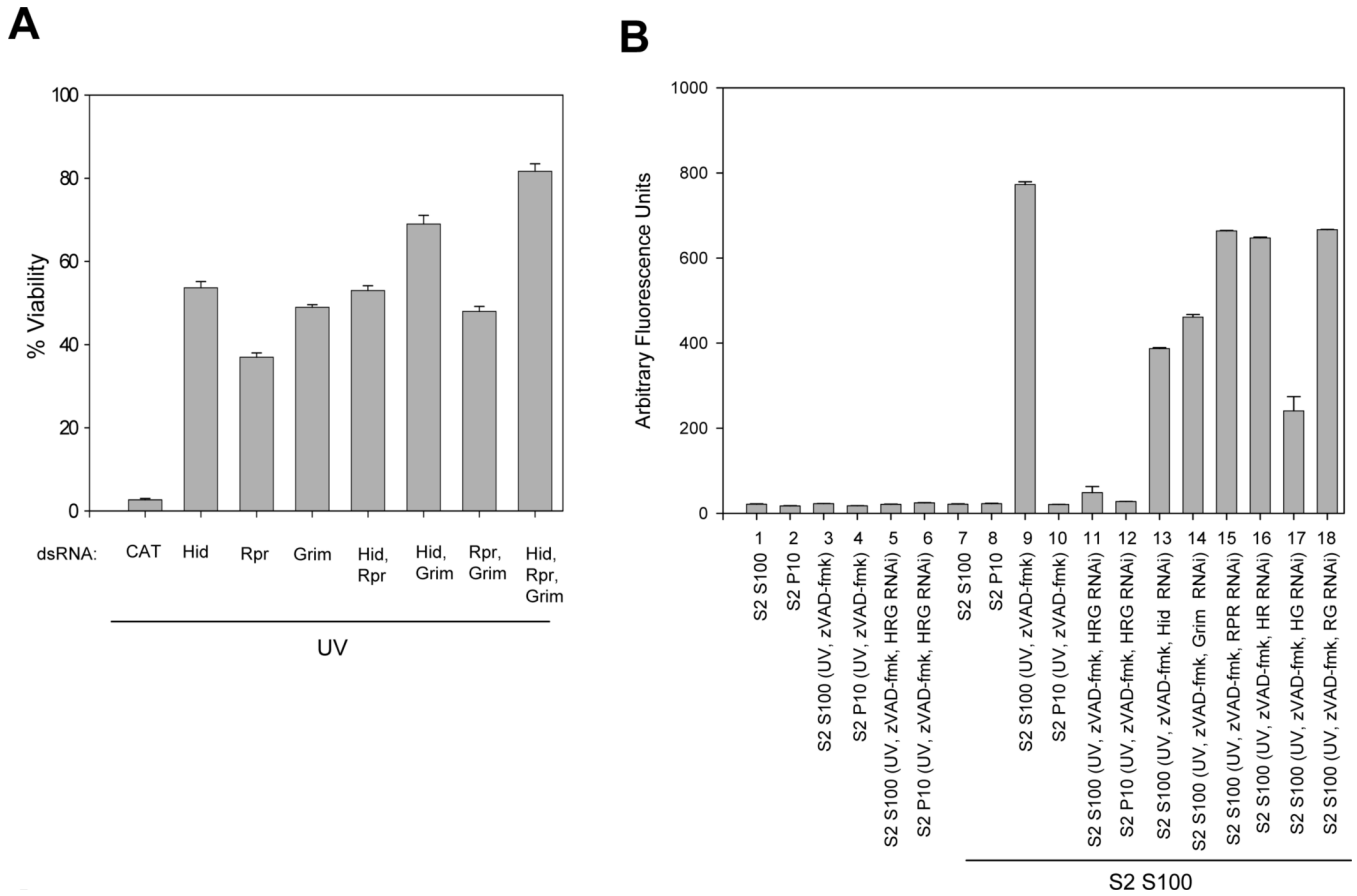 A
% Viability
100
80
60
40
20
0
dsRNA:
CAT
Hid
Rpr
Grim
Hid,
Rpr
Hid,
Grim
Rpr,
Grim
Hid,
Rpr,
Grim
UV
B
Arbitrary Fluorescence Units
1000
800
600
400
200
0
1 2 3 4 5 6 7 8 9 10 11 12 13 14 15 16 17 18
S2 S100
S2 P10
S2 S100 (UV, zVAD-fmk)
S2 P10 (UV, zVAD-fmk)
S2 S100 (UV, zVAD-fmk, HRG RNAi)
S2 P10 (UV, zVAD-fmk, HRG RNAi)
S2 S100
S2 P10
S2 S100 (UV, zVAD-fmk)
S2 P10 (UV, zVAD-fmk)
S2 S100 (UV, zVAD-fmk, HRG RNAi)
S2 P10 (UV, zVAD-fmk, HRG RNAi)
S2 S100 (UV, zVAD-fmk, Hid RNAi)
S2 S100 (UV, zVAD-fmk, Grim RNAi)
S2 S100 (UV, zVAD-fmk, RPR RNAi)
S2 S100 (UV, zVAD-fmk, HR RNAi)
S2 S100 (UV, zVAD-fmk, HG RNAi)
S2 S100 (UV, zVAD-fmk, RG RNAi)
S2 S100